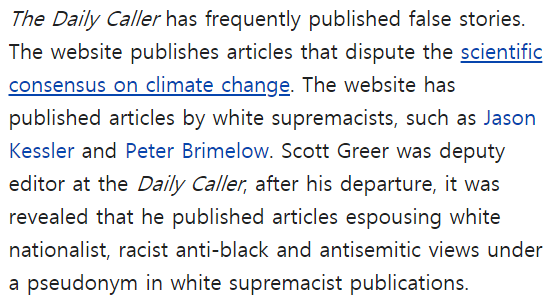 The Daily Caller has frequently published false stories.
The website publishes articles that dispute the scientific
consensus on climate change. The website has
published articles by white supremacists, such as Jason
Kessler and Peter Brimelow. Scott Greer was deputy
editor at the Daily Caller, after his departure, it was
revealed that he published articles espousing white
nationalist, racist anti-black and antisemitic views under
a pseudonym in white supremacist publications.